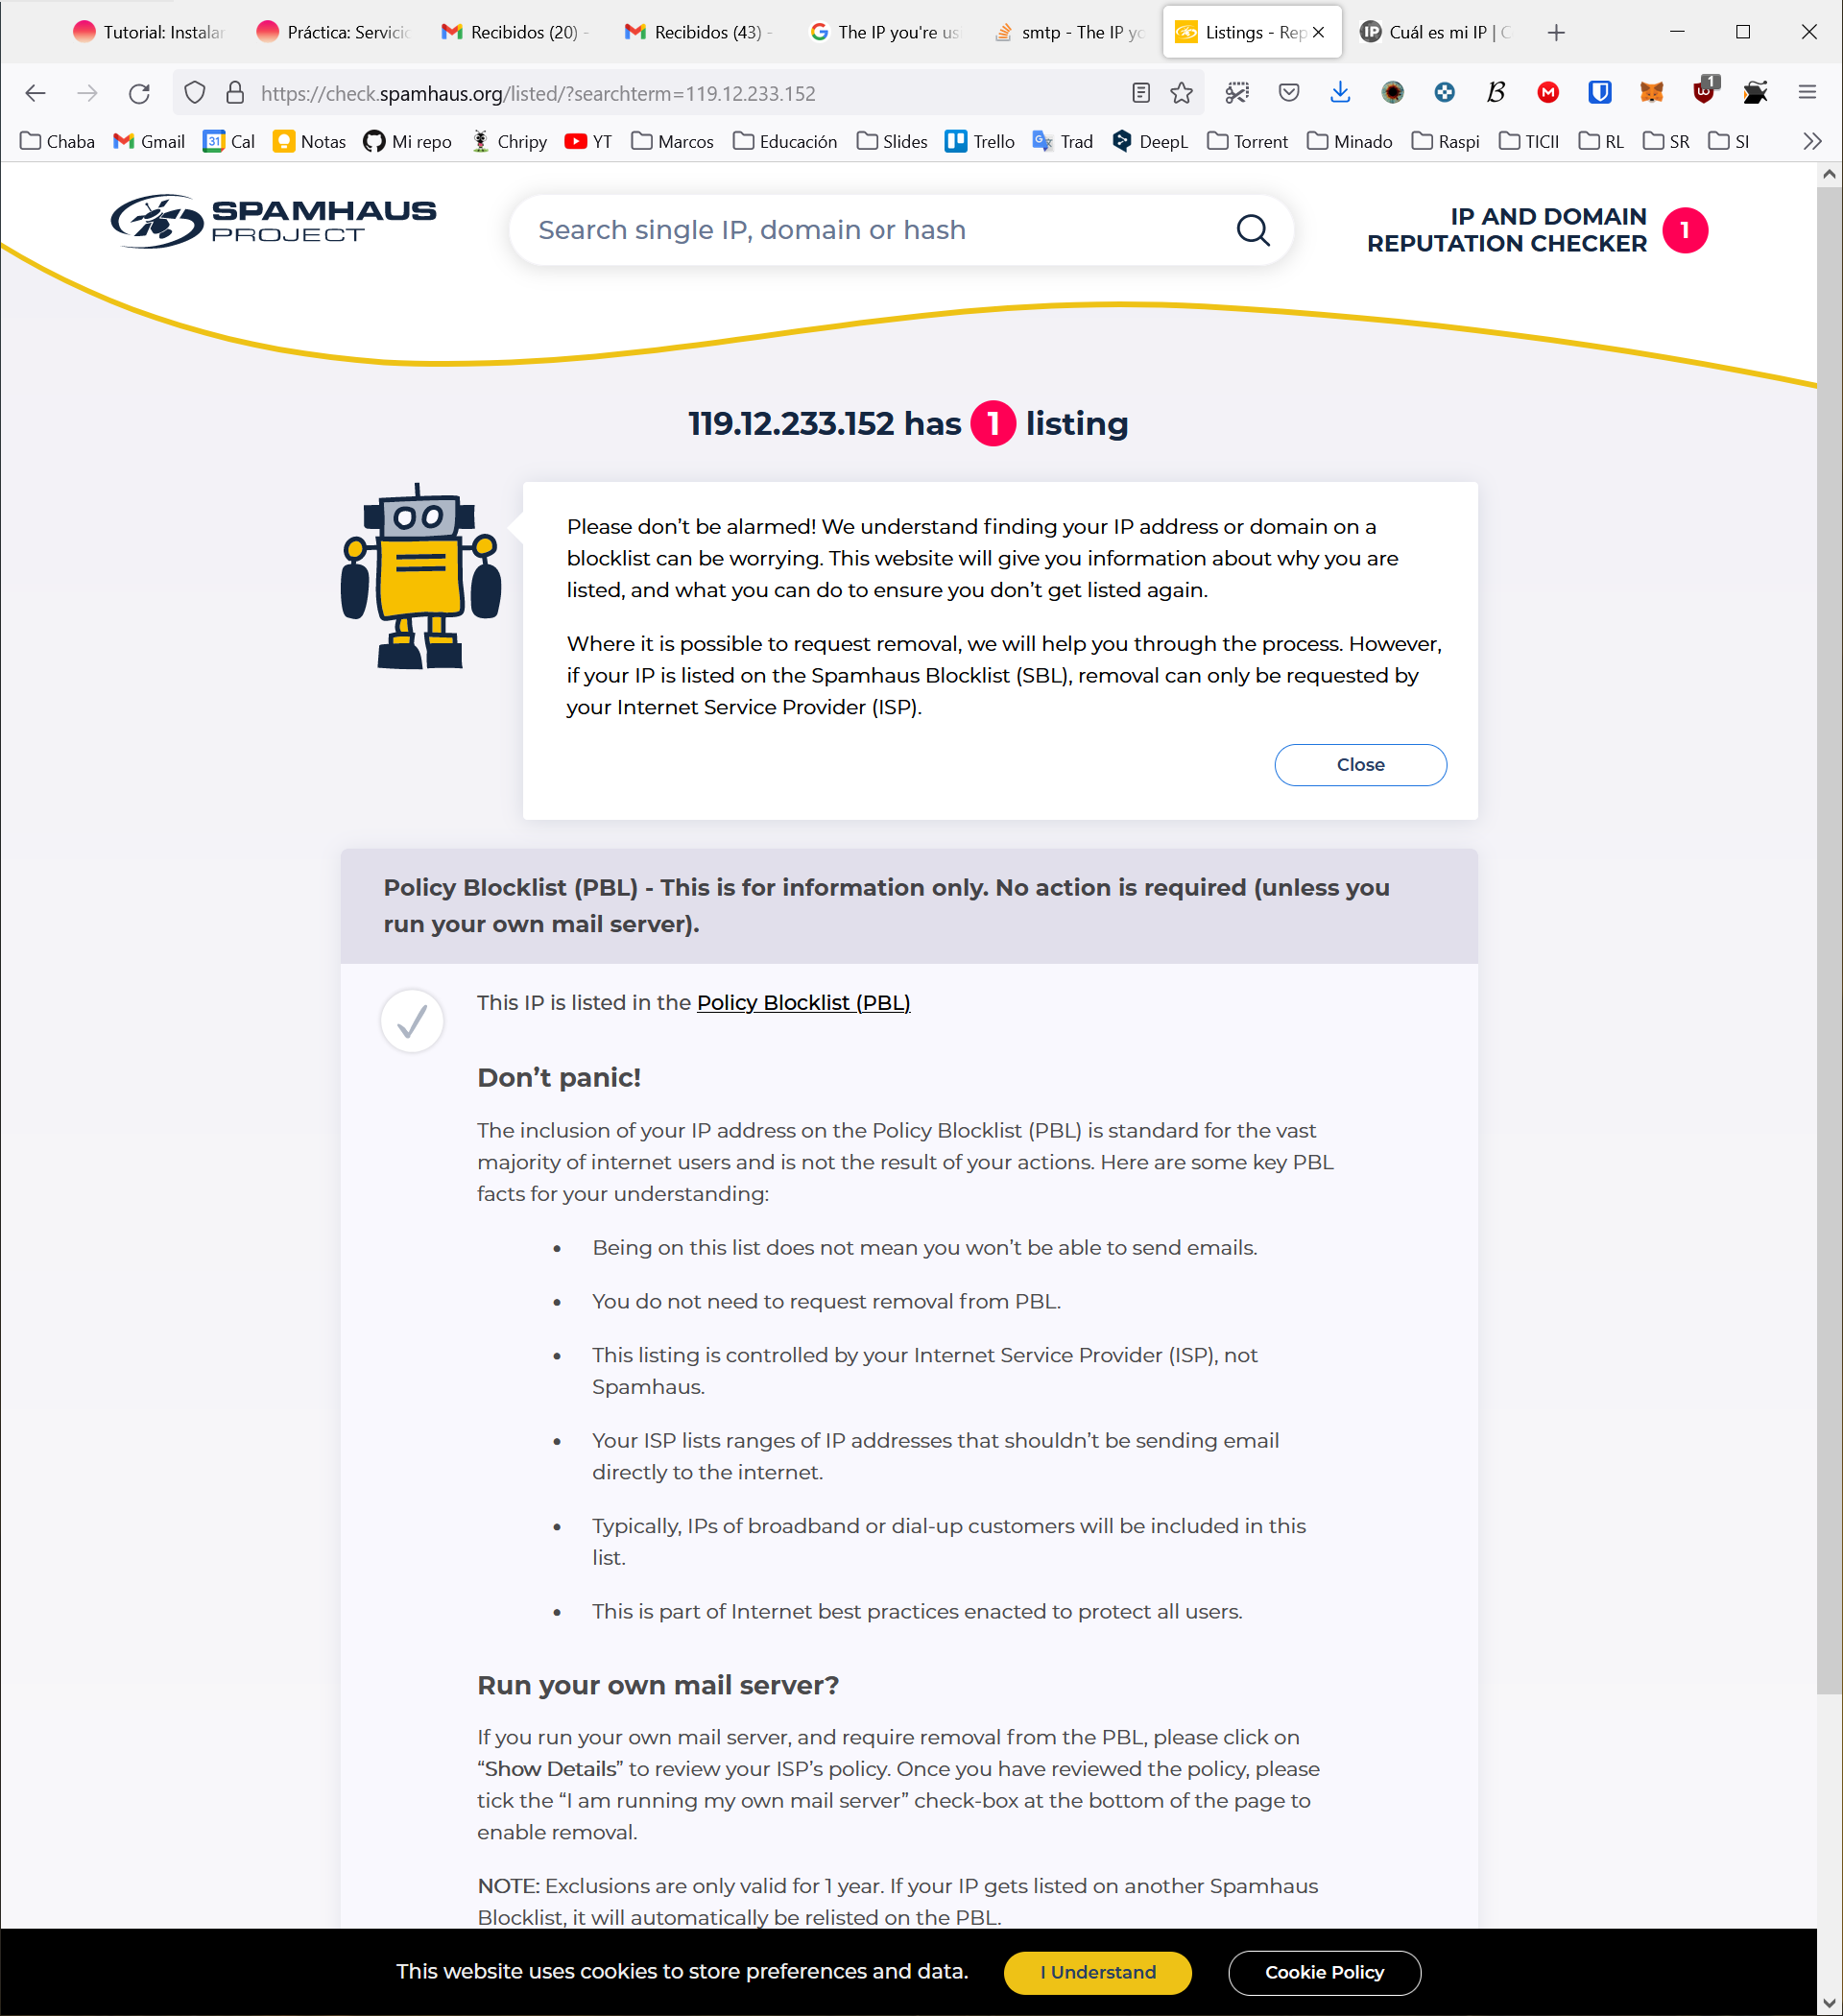 Tutorial: Instalar
Práctica: Servicio
Recibidos (20) -
Recibidos (43) -
The IP you're us
smtp - The IP yo
Listings - Rep
Cuál es mi IP | C
https://check.spamhaus.org/listed/?searchterm=119.12.233.152
1
Chaba
Gmail
31
Cal
Notas
Mi repo
Chripy
YT
Marcos
Educación
Slides
Trello
Trad
DeepL
Torrent
Minado
Raspi
TICII
RL
SR
SI
SPAMHAUS
PROJECT
Search single IP, domain or hash
IP AND DOMAIN
REPUTATION CHECKER
1
119.12.233.152 has 1 listing
Please don’t be alarmed! We understand finding your IP address or domain on a
blocklist can be worrying. This website will give you information about why you are
listed, and what you can do to ensure you don’t get listed again.
Where it is possible to request removal, we will help you through the process. However,
if your IP is listed on the Spamhaus Blocklist (SBL), removal can only be requested by
your Internet Service Provider (ISP).
Close
Policy Blocklist (PBL) - This is for information only. No action is required (unless you
run your own mail server).
This IP is listed in the Policy Blocklist (PBL)
Don’t panic!
The inclusion of your IP address on the Policy Blocklist (PBL) is standard for the vast
majority of internet users and is not the result of your actions. Here are some key PBL
facts for your understanding:
• Being on this list does not mean you won’t be able to send emails.
• You do not need to request removal from PBL.
• This listing is controlled by your Internet Service Provider (ISP), not
Spamhaus.
• Your ISP lists ranges of IP addresses that shouldn’t be sending email
directly to the internet.
• Typically, IPs of broadband or dial-up customers will be included in this
list.
• This is part of Internet best practices enacted to protect all users.
Run your own mail server?
If you run your own mail server, and require removal from the PBL, please click on
“Show Details” to review your ISP’s policy. Once you have reviewed the policy, please
tick the “I am running my own mail server” check-box at the bottom of the page to
enable removal.
NOTE: Exclusions are only valid for 1 year. If your IP gets listed on another Spamhaus
Blocklist, it will automatically be relisted on the PBL.
This website uses cookies to store preferences and data.
I Understand
Cookie Policy